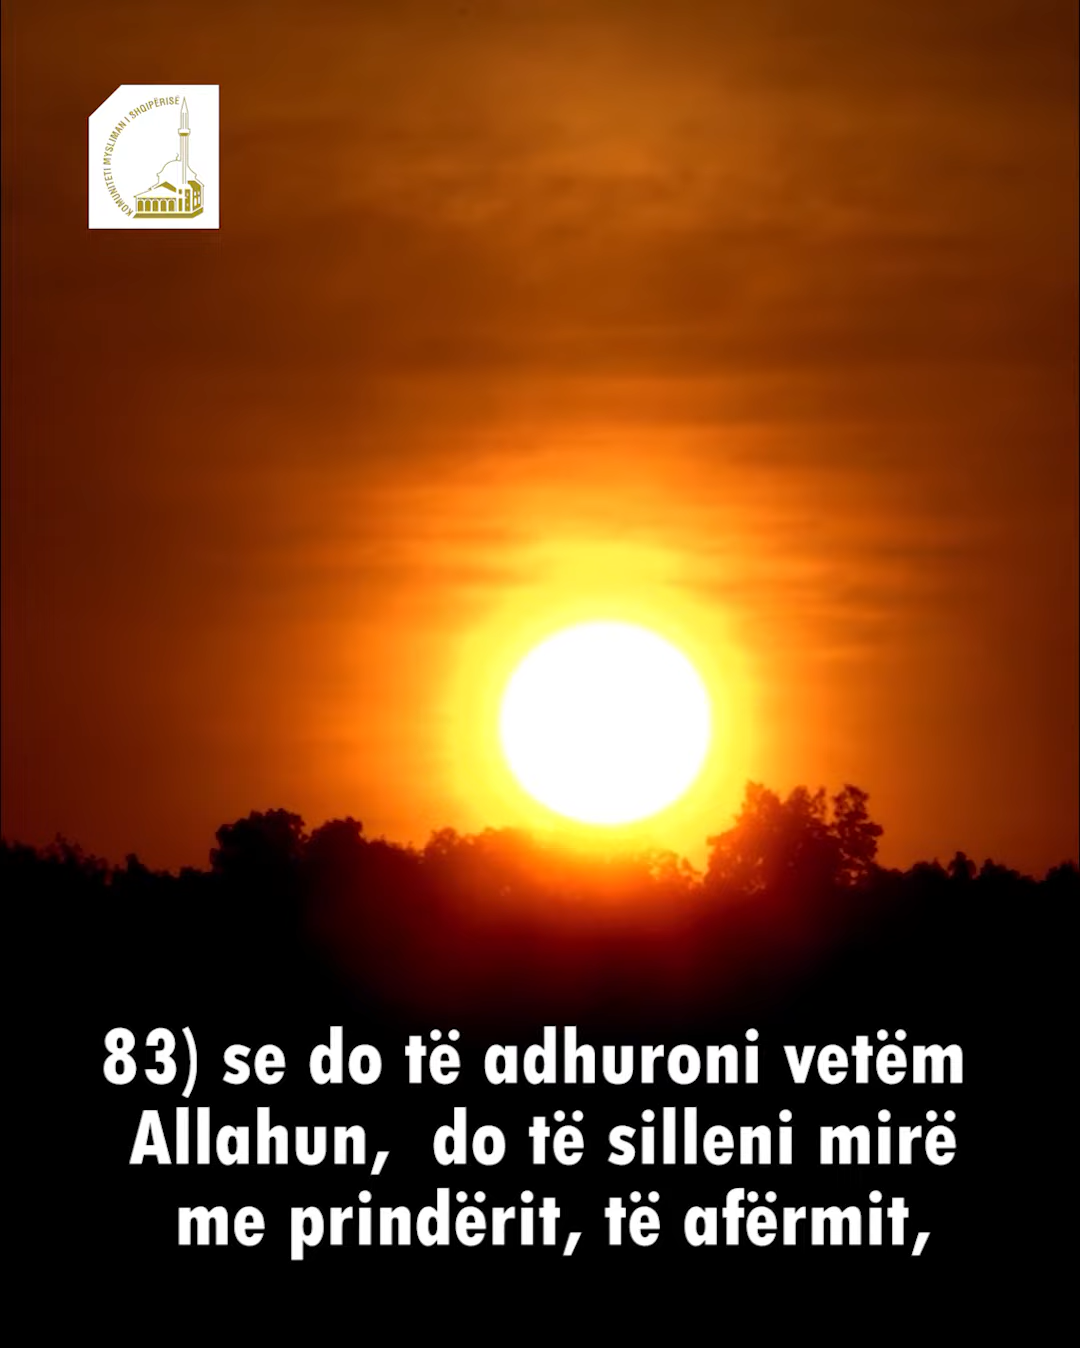 KOMUNITETI MYSLIMAN I SHQIPËRISË
83) se do të adhuroni vetëm
Allahun, do të silleni mirë
me prindërit, të afërmit,